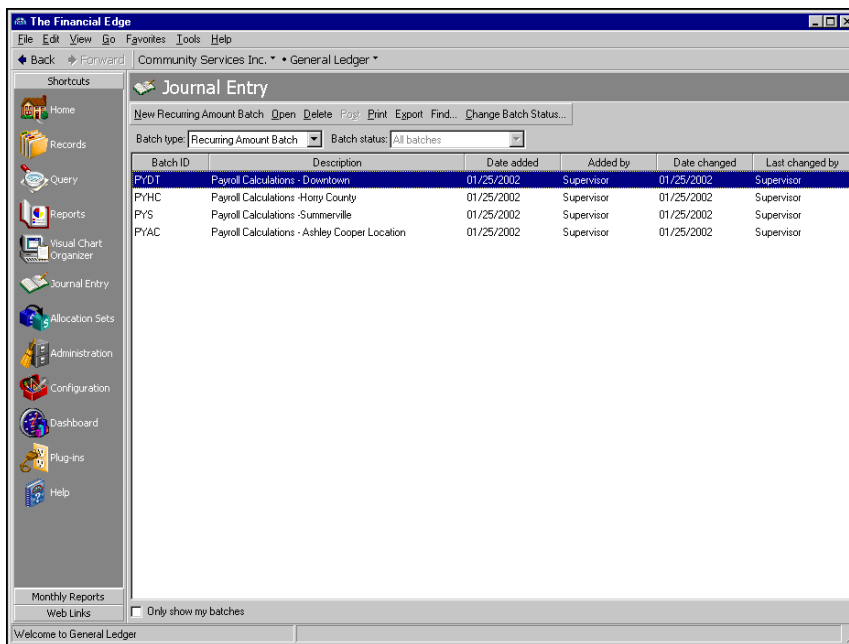 The Financial Edge
File Edit View Go Favorites Tools Help
Back Forward Community Services Inc. • General Ledger
Shortcuts
Home
Records
Query
Reports
Visual Chart
Organizer
Journal Entry
Allocation Sets
Administration
Configuration
Dashboard
Plug-ins
Help
Monthly Reports
Web Links
Journal Entry
New Recurring Amount Batch Open Delete Post Print Export Find... Change Batch Status...
Batch type: Recurring Amount Batch Batch status: All batches
Batch ID Description Date added Added by Date changed Last changed by
PYDT Payroll Calculations - Downtown 01/25/2002 Supervisor 01/25/2002 Supervisor
PYHC Payroll Calculations -Horry County 01/25/2002 Supervisor 01/25/2002 Supervisor
PYS Payroll Calculations -Summerville 01/25/2002 Supervisor 01/25/2002 Supervisor
PYAC Payroll Calculations - Ashley Cooper Location 01/25/2002 Supervisor 01/25/2002 Supervisor
Only show my batches
Welcome to General Ledger